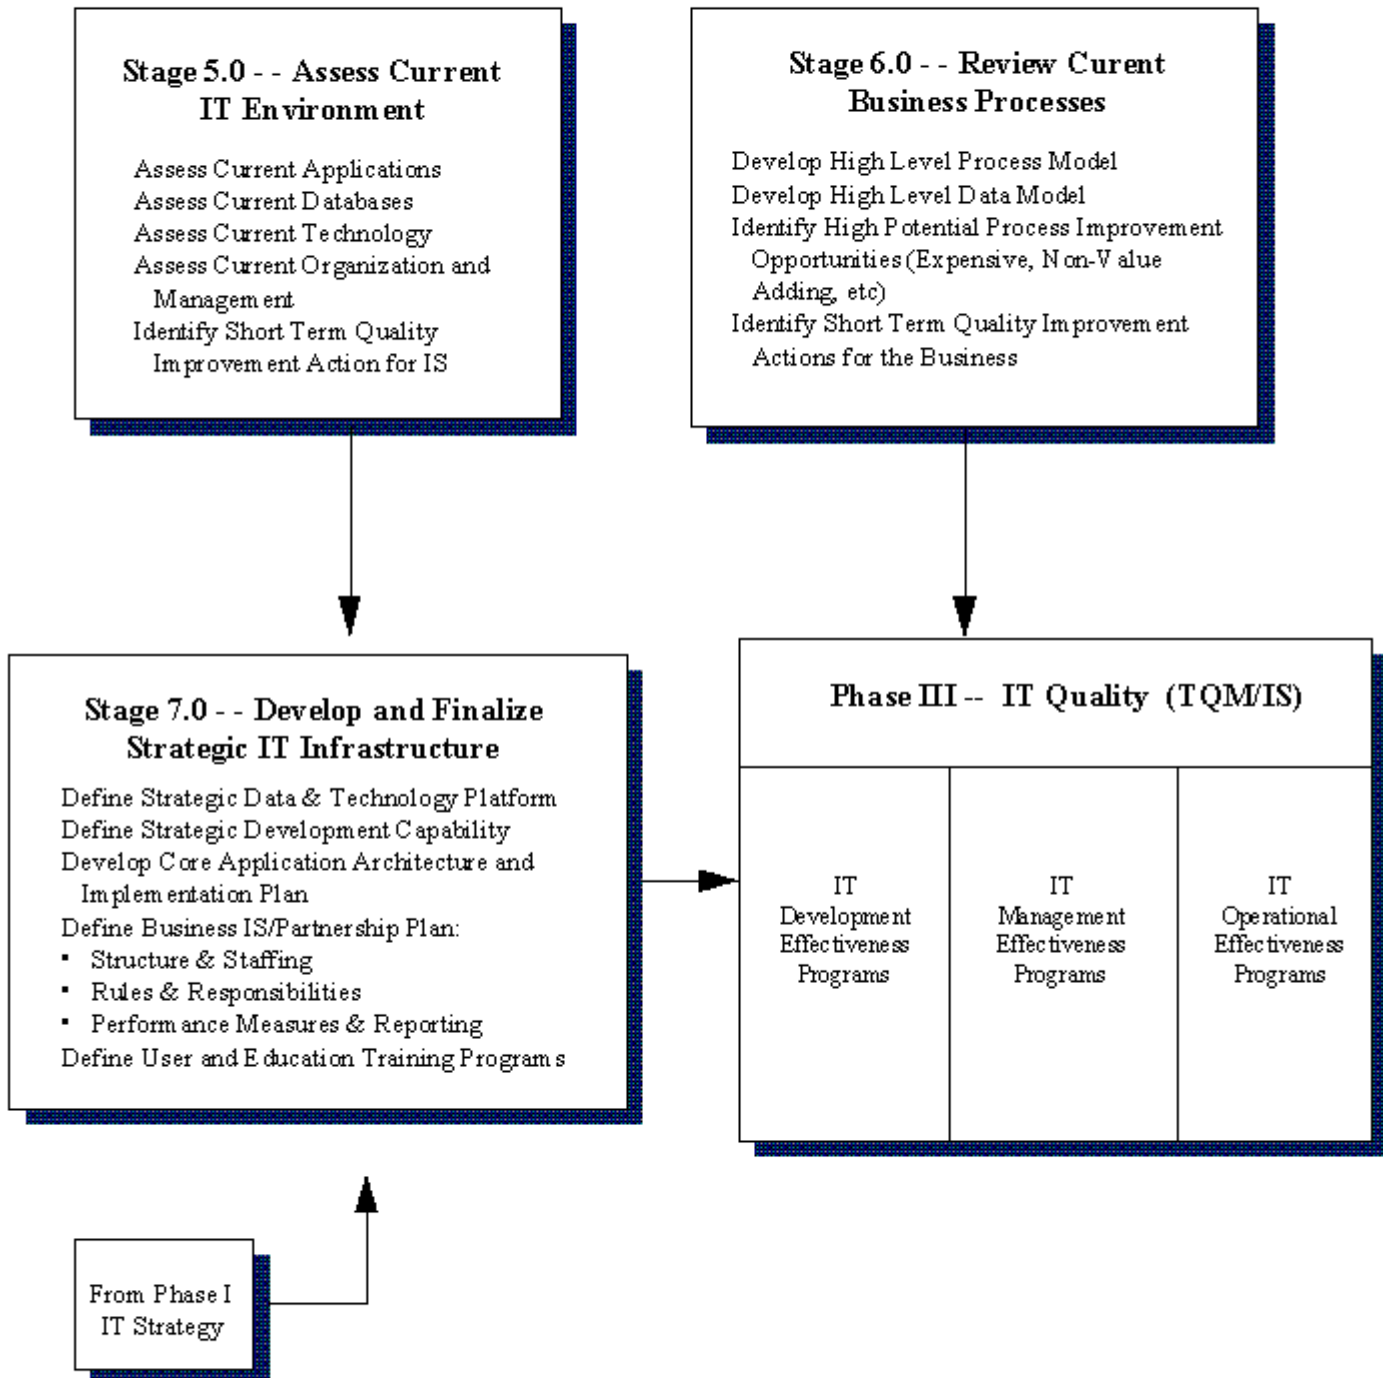 Stage 5.0 - - Assess Current
IT Environment
Assess Current Applications
Assess Current Databases
Assess Current Technology
Assess Current Organization and
Management
Identify Short Term Quality
Improvement Action for IS
Stage 6.0 -- Review Curent
Business Processes
Develop High Level Process Model
Develop High Level Data Model
Identify High Potential Process Improvement
Opportunities (Expensive, Non-Value
Adding, etc)
Identify Short Term Quality Improvement
Actions for the Business
Stage 7.0 - - Develop and Finalize
Strategic IT Infrastructure
Define Strategic Data & Technology Platform
Define Strategic Development Capability
Develop Core Application Architecture and
Implementation Plan
Define Business IS/Partnership Plan:
▪ Structure & Staffing
▪ Rules & Responsibilities
▪ Performance Measures & Reporting
Define User and Education Training Programs
Phase III -- IT Quality (TQM/IS)
IT
Development
Effectiveness
Programs
IT
Management
Effectiveness
Programs
IT
Operational
Effectiveness
Programs
From Phase I
IT Strategy